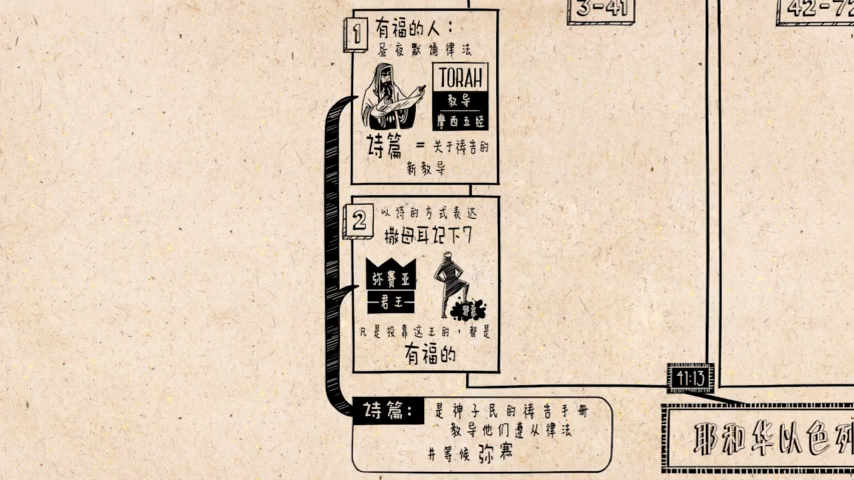 3-41
42-72
1
有福的人：
昼夜默诵律法
TORAH
教导
摩西五经
诗篇 = 关于祷告的
新教导
2
以诗的方式表达
撒母耳记下7
弥赛亚
君王
凡是投靠这王的，都是
有福的
41:13
诗篇： 是神子民的祷告手册
教导他们遵从律法
并等候 弥赛
耶和华以色列